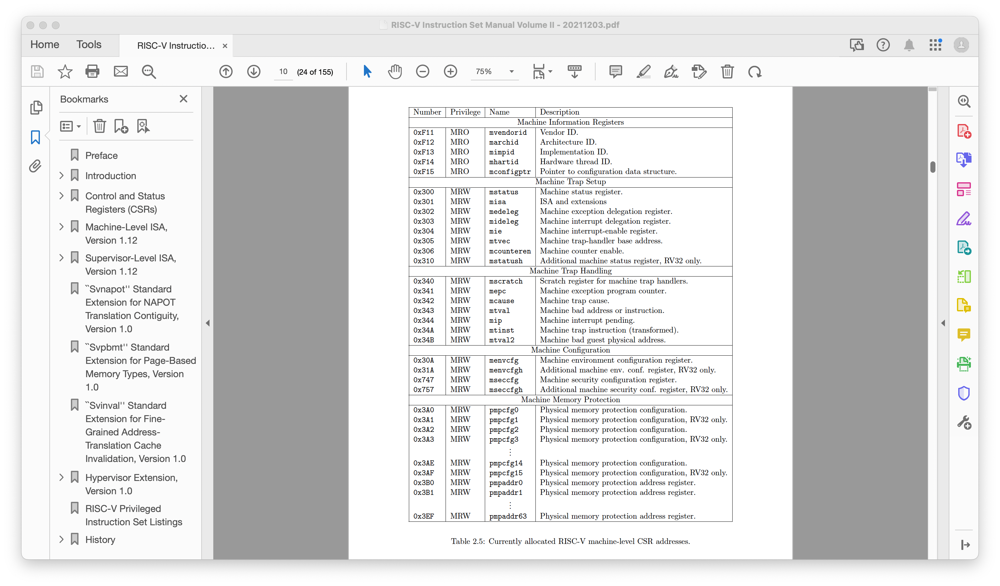 RISC-V Instruction Set Manual Volume II - 20211203.pdf
Home Tools RISC-V Instructio... ×
10 (24 of 155) 75%
Bookmarks
Preface
Introduction
Control and Status
Registers (CSRs)
Machine-Level ISA,
Version 1.12
Supervisor-Level ISA,
Version 1.12
``Svnapot'' Standard
Extension for NAPOT
Translation Contiguity,
Version 1.0
``Svpbmt'' Standard
Extension for Page-Based
Memory Types, Version
1.0
``Svinval'' Standard
Extension for Fine-
Grained Address-
Translation Cache
Invalidation, Version 1.0
Hypervisor Extension,
Version 1.0
RISC-V Privileged
Instruction Set Listings
History
Number Privilege Name Description
Machine Information Registers
0xF11 MRO mvendorid Vendor ID.
0xF12 MRO marchid Architecture ID.
0xF13 MRO mimpid Implementation ID.
0xF14 MRO mhartid Hardware thread ID.
0xF15 MRO mconfigptr Pointer to configuration data structure.
Machine Trap Setup
0x300 MRW mstatus Machine status register.
0x301 MRW misa ISA and extensions
0x302 MRW medeleg Machine exception delegation register.
0x303 MRW mideleg Machine interrupt delegation register.
0x304 MRW mie Machine interrupt-enable register.
0x305 MRW mtvec Machine trap-handler base address.
0x306 MRW mcounteren Machine counter enable.
0x310 MRW mstatush Additional machine status register, RV32 only.
Machine Trap Handling
0x340 MRW mscratch Scratch register for machine trap handlers.
0x341 MRW mepc Machine exception program counter.
0x342 MRW mcause Machine trap cause.
0x343 MRW mtval Machine bad address or instruction.
0x344 MRW mip Machine interrupt pending.
0x34A MRW mtinst Machine trap instruction (transformed).
0x34B MRW mtval2 Machine bad guest physical address.
Machine Configuration
0x30A MRW menvcfg Machine environment configuration register.
0x31A MRW menvcfgh Additional machine env. conf. register, RV32 only.
0x747 MRW mseccfg Machine security configuration register.
0x757 MRW mseccfgh Additional machine security conf. register, RV32 only.
Machine Memory Protection
0x3A0 MRW pmpcfg0 Physical memory protection configuration.
0x3A1 MRW pmpcfg1 Physical memory protection configuration, RV32 only.
0x3A2 MRW pmpcfg2 Physical memory protection configuration.
0x3A3 MRW pmpcfg3 Physical memory protection configuration, RV32 only.
⋮
0x3AE MRW pmpcfg14 Physical memory protection configuration.
0x3AF MRW pmpcfg15 Physical memory protection configuration, RV32 only.
0x3B0 MRW pmpaddr0 Physical memory protection address register.
0x3B1 MRW pmpaddr1 Physical memory protection address register.
⋮
0x3EF MRW pmpaddr63 Physical memory protection address register.
Table 2.5: Currently allocated RISC-V machine-level CSR addresses.